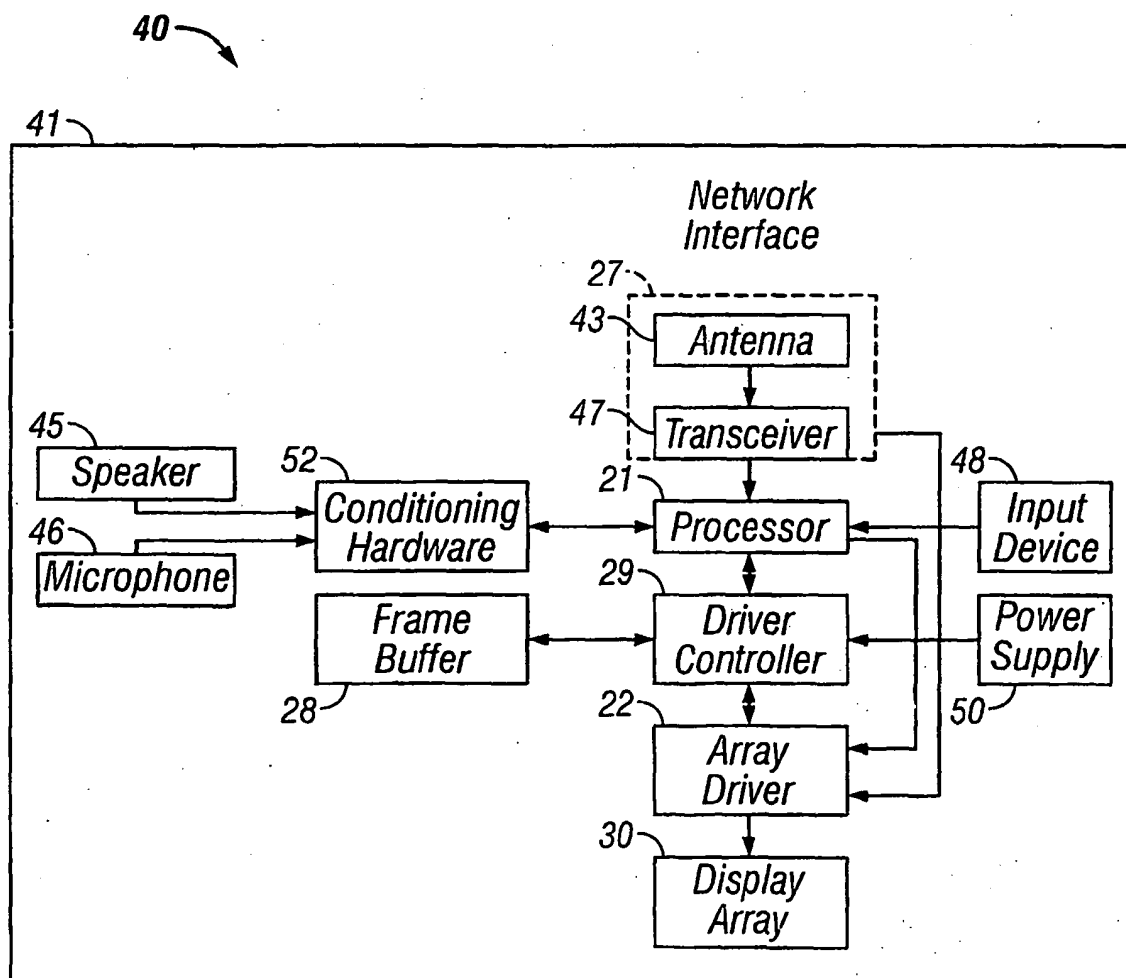 40
41
Network
Interface
27
43
Antenna
47
Transceiver
45
Speaker
52
Conditioning
Hardware
21
Processor
48
Input
Device
46
Microphone
29
Driver
Controller
Frame
Buffer
28
Power
Supply
50
22
Array
Driver
30
Display
Array